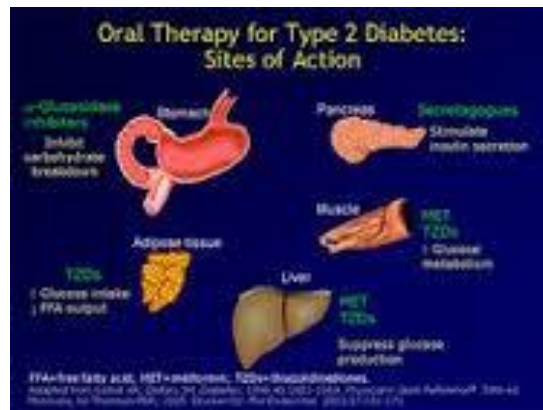 Oral Therapy for Type 2 Diabetes:
Sites of Action
α-Glucosidase
inhibitors
Inhibit
carbohydrate
breakdown
Stomach
Pancreas
Secretagogues
Stimulate
insulin secretion
Muscle
MET
TZDs
↑ Glucose
metabolism
Adipose tissue
TZDs
↑ Glucose intake
↓ FFA output
Liver
MET
TZDs
Suppress glucose
production
FFA=free fatty acid, MET=metformin; TZDs=thiazolidinediones.